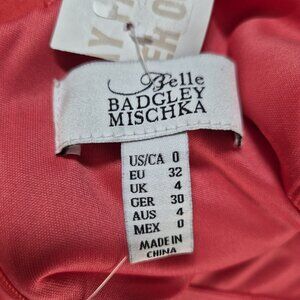 Belle
BADGLEY
MISCHKA
US/CA 0
EU 32
UK 4
GER 30
AUS 4
MEX 0
MADE IN
CHINA